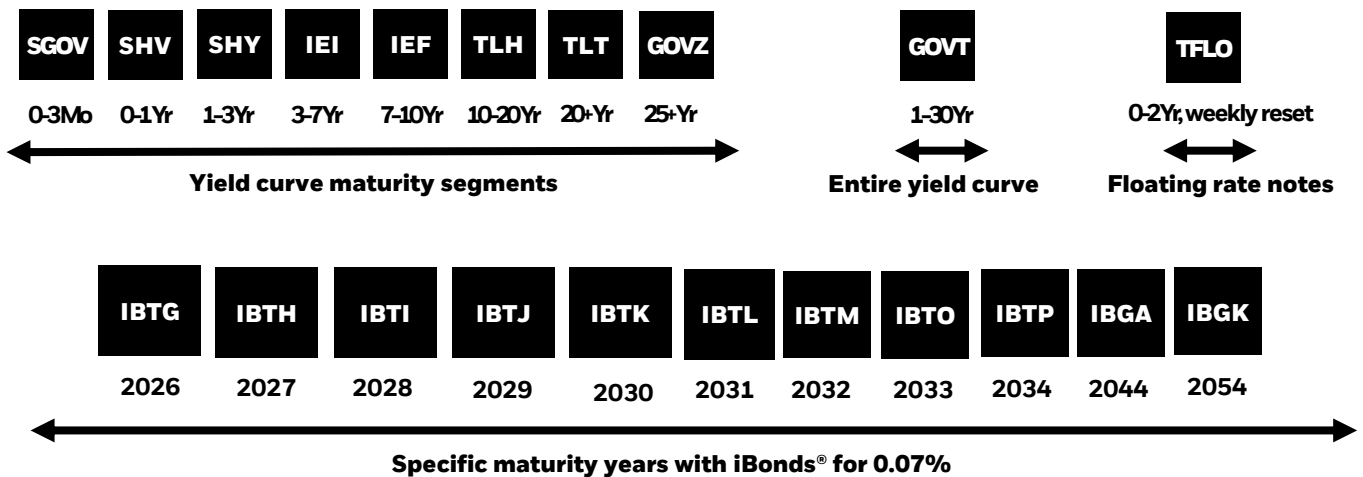 SGOV SHV SHY IEI IEF TLH TLT GOVZ GOVT TFLO
0-3Mo 0-1Yr 1-3Yr 3-7Yr 7-10Yr 10-20Yr 20+Yr 25+Yr 1-30Yr 0-2Yr, weekly reset
Yield curve maturity segments Entire yield curve Floating rate notes
IBTG IBTH IBTI IBTJ IBTK IBTL IBTM IBTO IBTP IBGA IBGK
2026 2027 2028 2029 2030 2031 2032 2033 2034 2044 2054
Specific maturity years with iBonds® for 0.07%